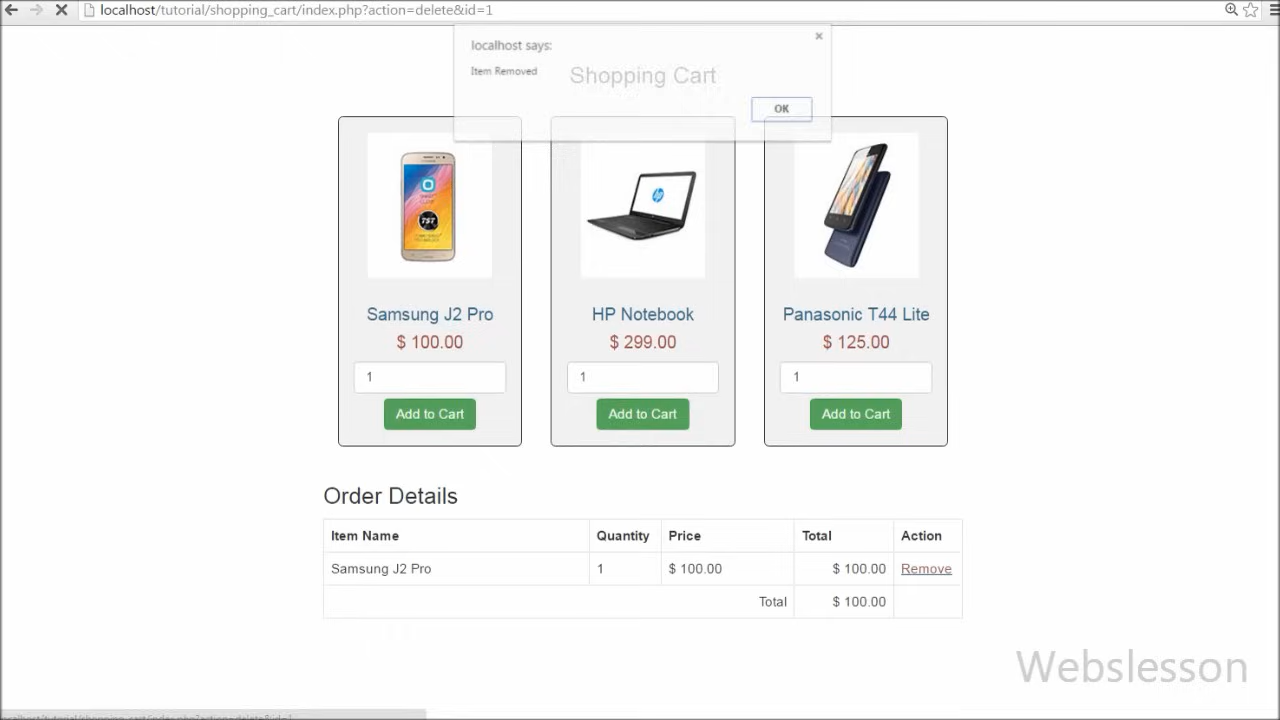 localhost/tutorial/shopping_cart/index.php?action=delete&id=1
localhost says:
Item Removed
OK
Shopping Cart
Samsung J2 Pro
$ 100.00
1
Add to Cart
HP Notebook
$ 299.00
1
Add to Cart
Panasonic T44 Lite
$ 125.00
1
Add to Cart
Order Details
Item Name Quantity Price Total Action
Samsung J2 Pro 1 $ 100.00 $ 100.00 Remove
Total $ 100.00
Webslesson